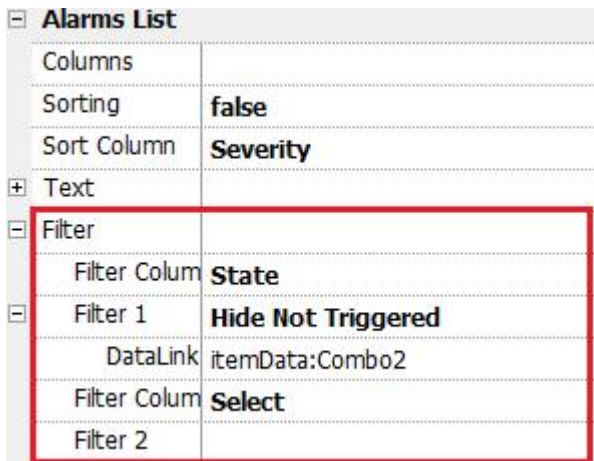 Alarms List
Columns
Sorting false
Sort Column Severity
Text
Filter
Filter Colum State
Filter 1 Hide Not Triggered
DataLink itemData:Combo2
Filter Colum Select
Filter 2